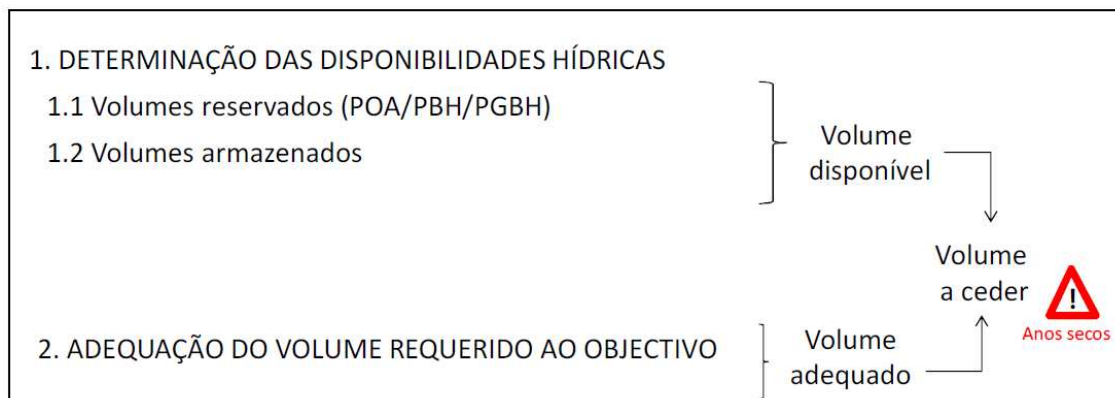 1. DETERMINAÇÃO DAS DISPONIBILIDADES HÍDRICAS
1.1 Volumes reservados (POA/PBH/PGBH)
1.2 Volumes armazenados
Volume
disponível
Volume
a ceder
!
Anos secos
2. ADEQUAÇÃO DO VOLUME REQUERIDO AO OBJECTIVO
Volume
adequado